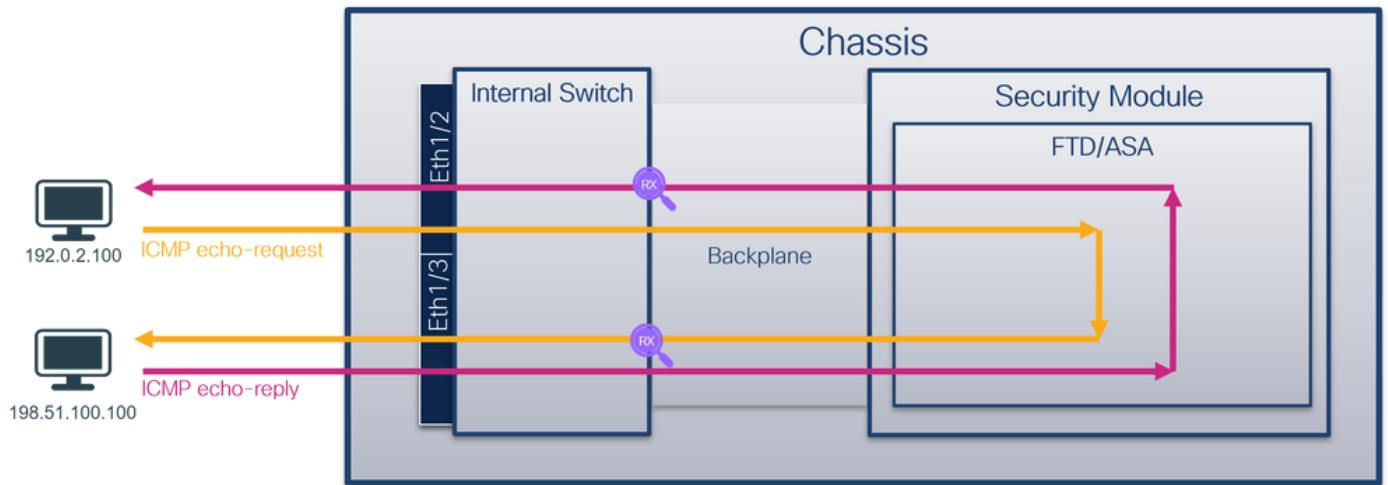 Chassis
Internal Switch
Security Module
FTD/ASA
Eth1/2
RX
192.0.2.100
ICMP echo-request
Backplane
Eth1/3
RX
198.51.100.100
ICMP echo-reply